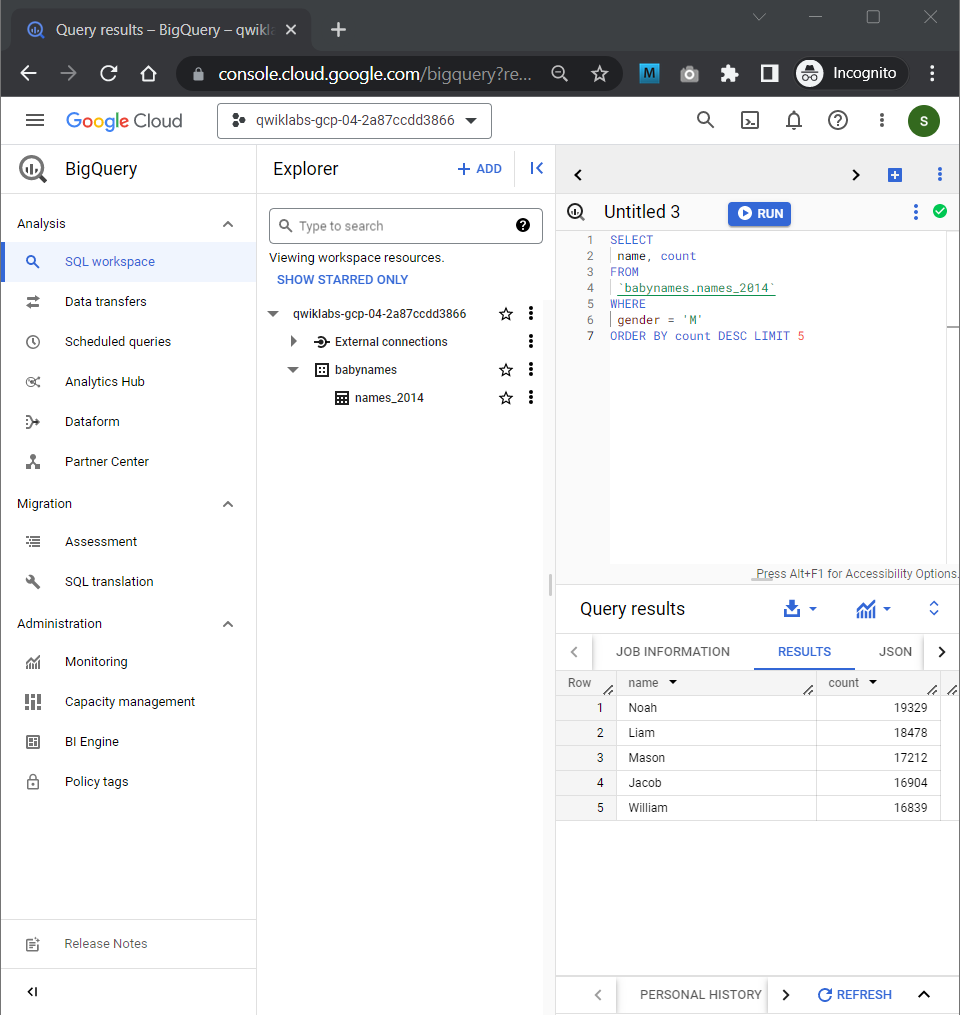 Query results – BigQuery – qwikla
console.cloud.google.com/bigquery?re...
M
Incognito
Google Cloud
qwiklabs-gcp-04-2a87ccdd3866
S
BigQuery
Analysis
SQL workspace
Data transfers
Scheduled queries
Analytics Hub
Dataform
Partner Center
Migration
Assessment
SQL translation
Administration
Monitoring
Capacity management
BI Engine
Policy tags
Release Notes
Explorer
ADD
Type to search
Viewing workspace resources.
SHOW STARRED ONLY
qwiklabs-gcp-04-2a87ccdd3866
External connections
babynames
names_2014
Untitled 3
RUN
1 SELECT
2 name, count
3 FROM
4 `babynames.names_2014`
5 WHERE
6 gender = 'M'
7 ORDER BY count DESC LIMIT 5
Press Alt+F1 for Accessibility Options.
Query results
JOB INFORMATION RESULTS JSON
Row name count
1 Noah 19329
2 Liam 18478
3 Mason 17212
4 Jacob 16904
5 William 16839
PERSONAL HISTORY REFRESH